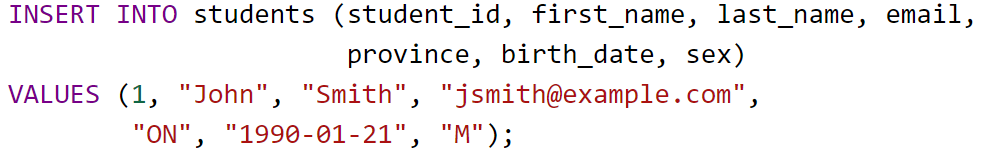 INSERT INTO students (student_id, first_name, last_name, email,
province, birth_date, sex)
VALUES (1, "John", "Smith", "jsmith@example.com",
"ON", "1990-01-21", "M");